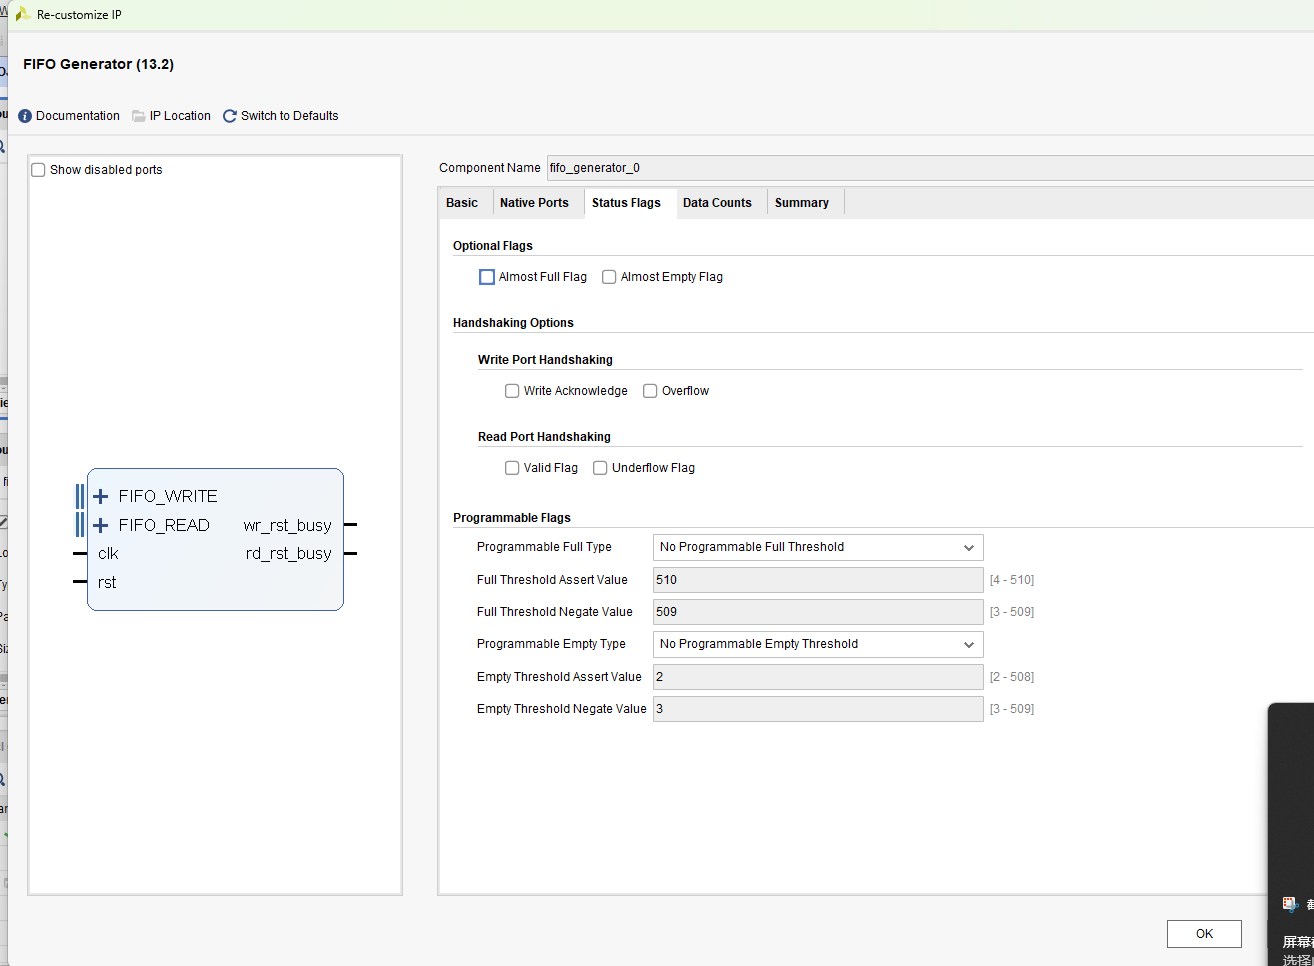 Re-customize IP
FIFO Generator (13.2)
Documentation IP Location Switch to Defaults
Show disabled ports
FIFO_WRITE
FIFO_READ wr_rst_busy
clk rd_rst_busy
rst
Component Name fifo_generator_0
Basic Native Ports Status Flags Data Counts Summary
Optional Flags
Almost Full Flag Almost Empty Flag
Handshaking Options
Write Port Handshaking
Write Acknowledge Overflow
Read Port Handshaking
Valid Flag Underflow Flag
Programmable Flags
Programmable Full Type No Programmable Full Threshold
Full Threshold Assert Value 510 [4 - 510]
Full Threshold Negate Value 509 [3 - 509]
Programmable Empty Type No Programmable Empty Threshold
Empty Threshold Assert Value 2 [2 - 508]
Empty Threshold Negate Value 3 [3 - 509]
OK
屏幕
选择